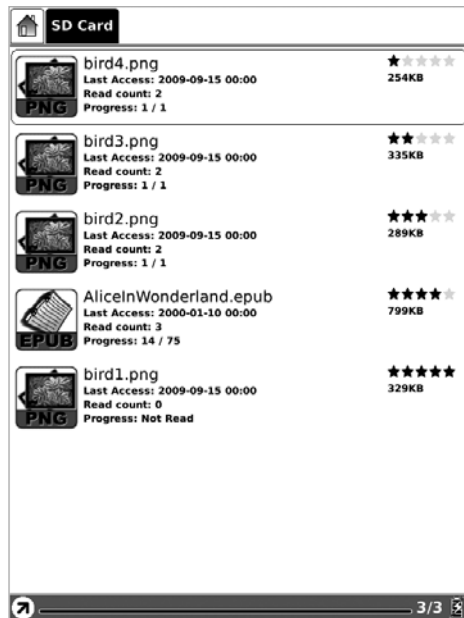 SD Card
bird4.png
Last Access: 2009-09-15 00:00
Read count: 2
Progress: 1 / 1
254KB
PNG
bird3.png
Last Access: 2009-09-15 00:00
Read count: 2
Progress: 1 / 1
335KB
PNG
bird2.png
Last Access: 2009-09-15 00:00
Read count: 2
Progress: 1 / 1
289KB
PNG
AliceInWonderland.epub
Last Access: 2000-01-10 00:00
Read count: 3
Progress: 14 / 75
799KB
EPUB
bird1.png
Last Access: 2009-09-15 00:00
Read count: 0
Progress: Not Read
329KB
PNG
3/3